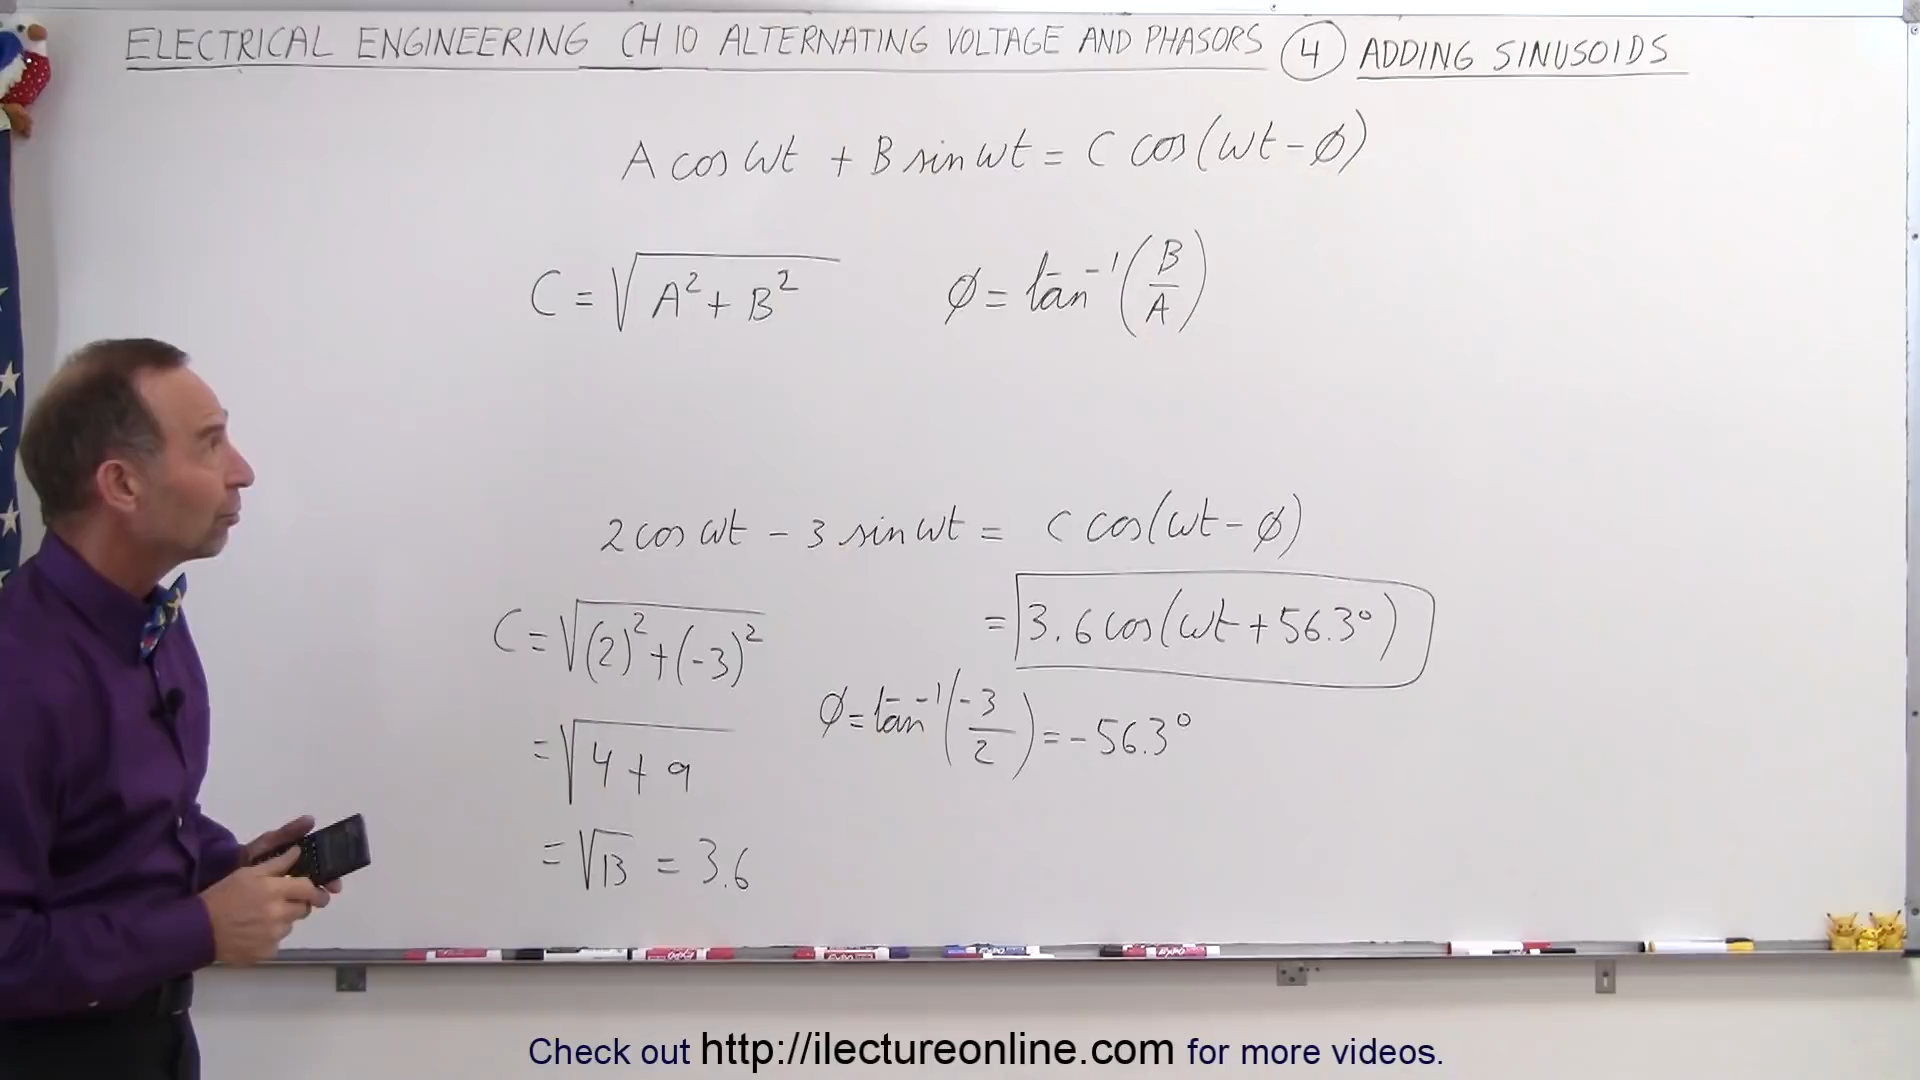 ELECTRICAL ENGINEERING CH 10 ALTERNATING VOLTAGE AND PHASORS ④ ADDING SINUSOIDS
A cos ωt + B sin ωt = C cos(ωt - ϕ)
C = √(A² + B²) ϕ = tan⁻¹(B/A)
2 cos ωt - 3 sin ωt = C cos(ωt - ϕ)
C = √((2)² + (-3)²) = 3.6 cos(ωt + 56.3°)
= √(4 + 9) ϕ = tan⁻¹(-3/2) = -56.3°
= √13 = 3.6
EXPO
Check out http://ilectureonline.com for more videos.